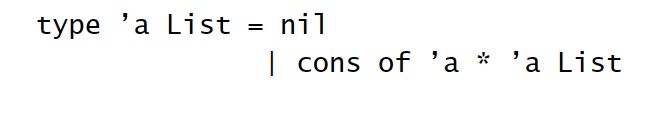 type ’a List = nil
| cons of ’a * ’a List